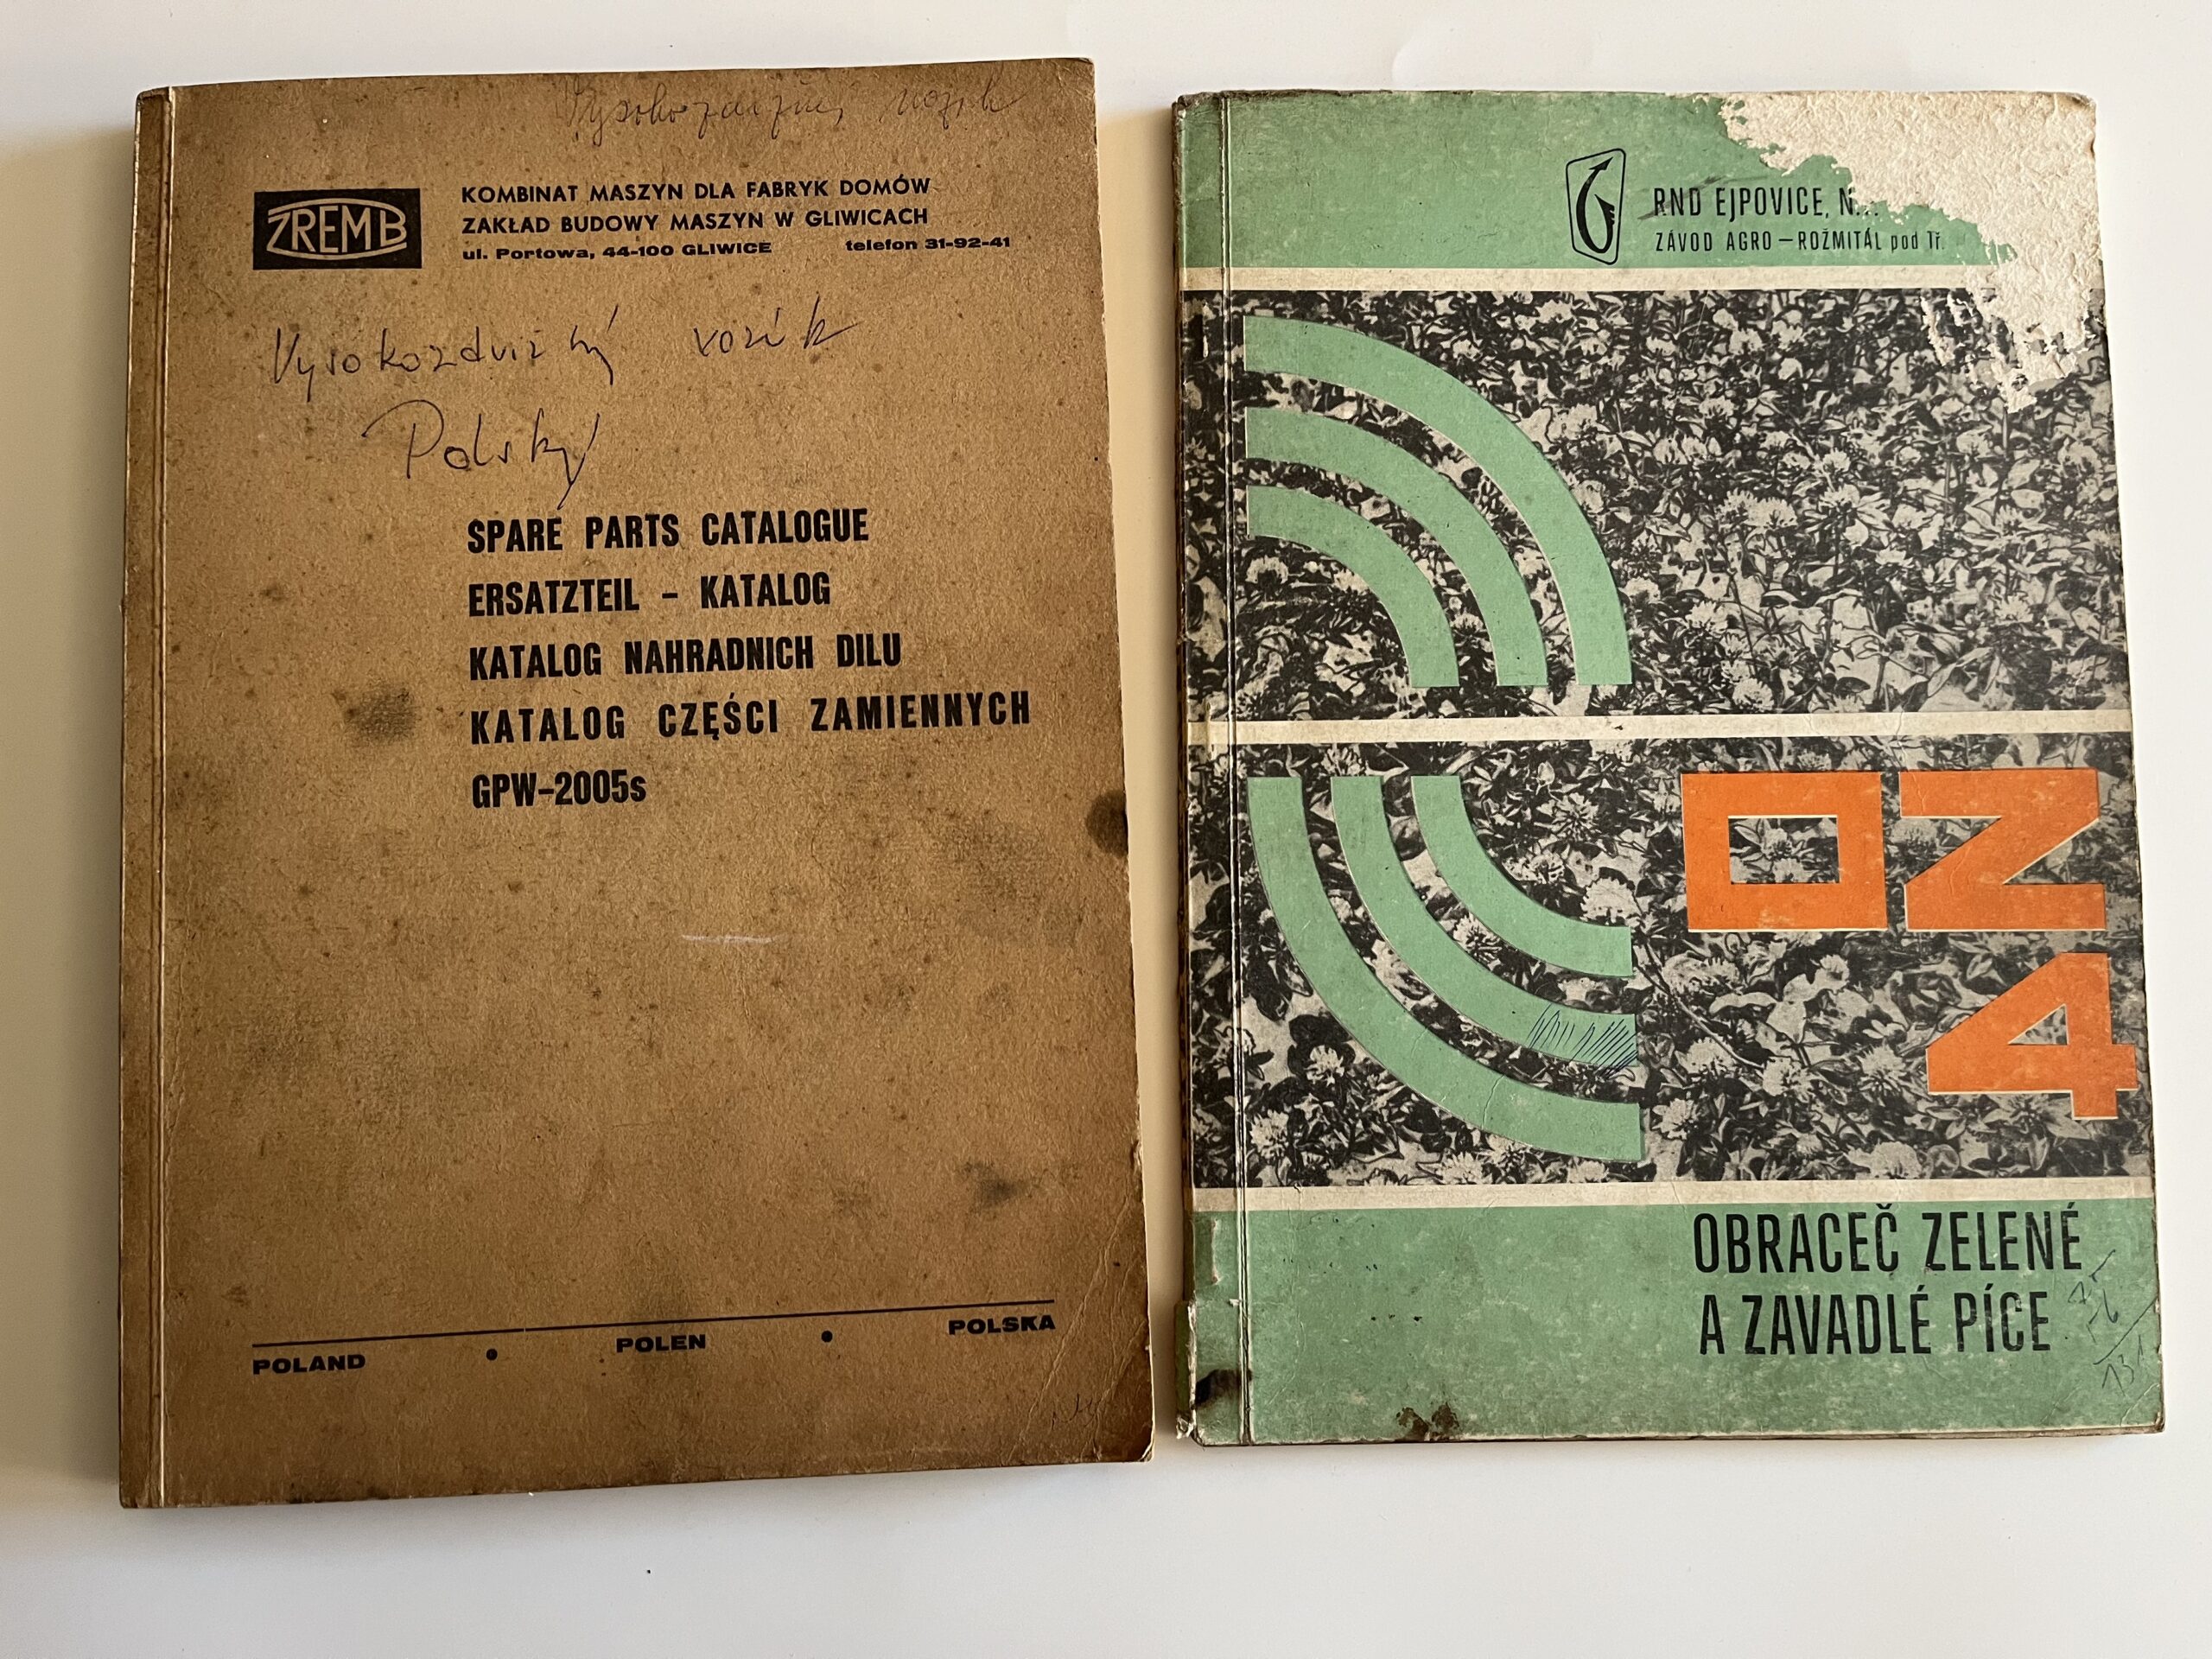 Vysokozdvižný vozík
ZREMB
KOMBINAT MASZYN DLA FABRYK DOMÓW
ZAKŁAD BUDOWY MASZYN W GLIWICACH
ul. Portowa, 44-100 GLIWICE telefon 31-92-41
Vysokozdvižný vozík
Polský
SPARE PARTS CATALOGUE
ERSATZTEIL - KATALOG
KATALOG NAHRADNICH DILU
KATALOG CZĘŚCI ZAMIENNYCH
GPW-2005s
POLAND • POLEN • POLSKA
RND EJPOVICE, N.
ZÁVOD AGRO - ROŽMITÁL pod Tř.
OZ
4
OBRACEČ ZELENÉ
A ZAVADLÉ PÍCE